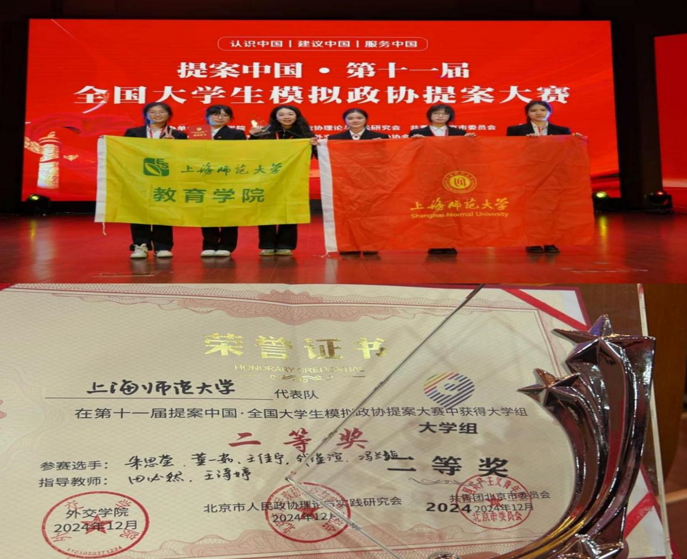 认识中国 | 建议中国 | 服务中国
提案中国·第十一届
全国大学生模拟政协提案大赛
上海师范大学
教育学院
上海师范大学
Shanghai Normal University
荣誉证书
HONORARY CREDENTIAL
上海师范大学 代表队
在第十一届提案中国·全国大学生模拟政协提案大赛中获得大学组
二等奖
参赛选手：
指导教师：
外交学院
2024年12月
北京市人民政协理论与实践研究会
2024年12月
共青团北京市委员会
2024年12月
大学组
二等奖
2024